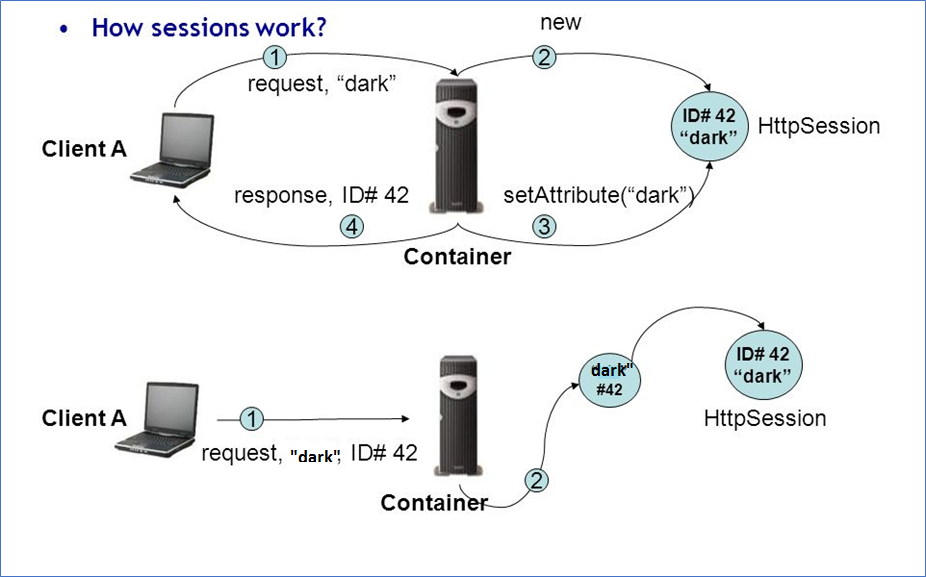 • How sessions work?
new
1
2
request, “dark”
ID# 42
“dark”
HttpSession
Client A
response, ID# 42
setAttribute(“dark”)
4
3
Container
ID# 42
“dark”
dark"
#42
Client A
1
HttpSession
request, "dark", ID# 42
2
Container